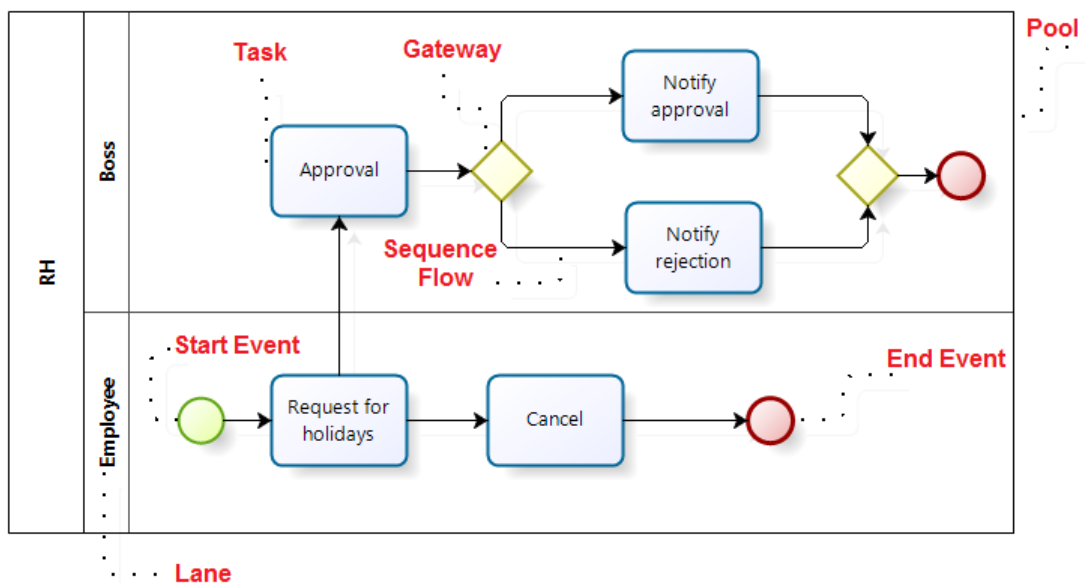 Pool
Task
Gateway
Notify
approval
Approval
Boss
Sequence
Flow
Notify
rejection
RH
Start Event
End Event
Employee
Request for
holidays
Cancel
Lane